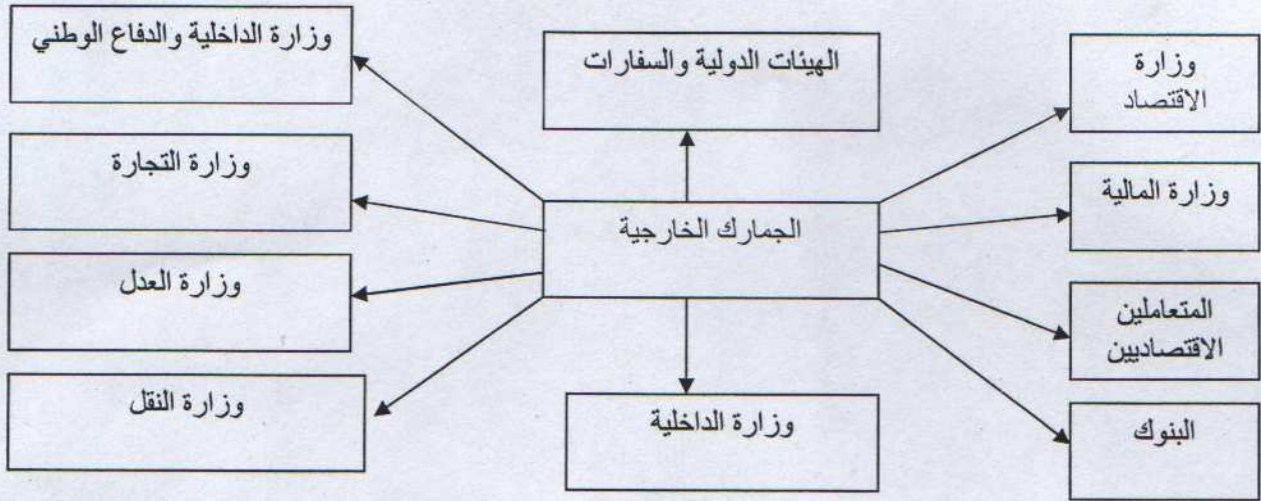 وزارة
الاقتصاد
الهيئات الدولية والسفارات
وزارة الداخلية والدفاع الوطني
وزارة المالية
وزارة التجارة
الجمارك الخارجية
المتعاملين
الاقتصاديين
وزارة العدل
البنوك
وزارة الداخلية
وزارة النقل